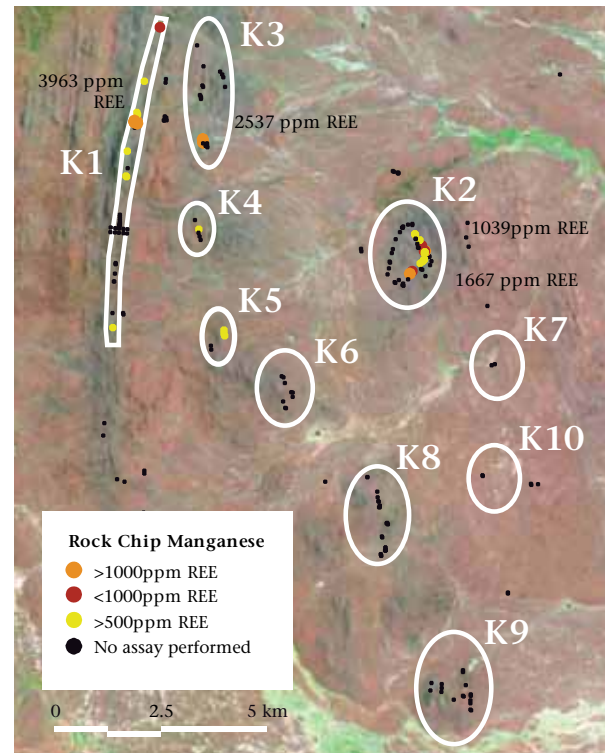 K3
3963 ppm
REE
2537 ppm REE
K1
K4
K2
1039ppm REE
1667 ppm REE
K5
K6
K7
K8
K10
Rock Chip Manganese
>1000ppm REE
<1000ppm REE
>500ppm REE
No assay performed
K9
0 2.5 5 km